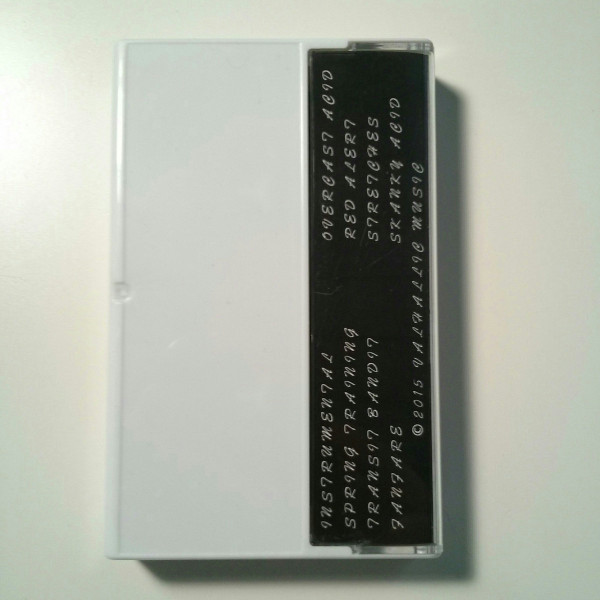 INSTRUMENTAL
SPRING TRAINING
TRANSIT BANDIT
FANFARE
OVERCAST ACID
RED ALERT
STRETCHES
SKANKY ACID
©2015 VALHALLIC MUSIC